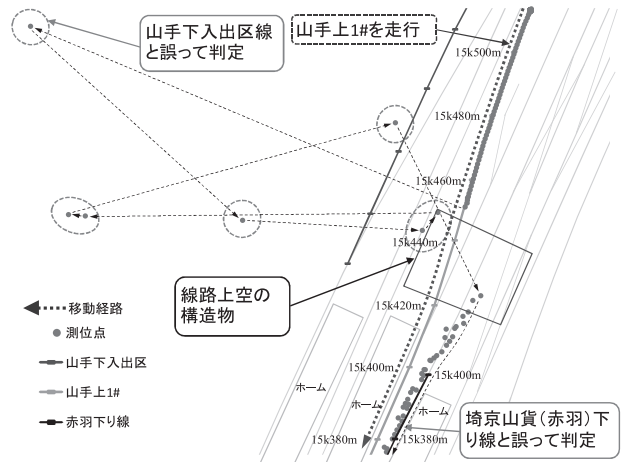 山手下入出区線
と誤って判定
山手上1#を走行
15k500m
15k480m
15k460m
15k440m
線路上空の
構造物
15k420m
移動経路
測位点
山手下入出区
山手上1#
赤羽下り線
15k400m
15k400m
ホーム
ホーム
ホーム
15k380m
15k380m
埼京山貨（赤羽）下
り線と誤って判定